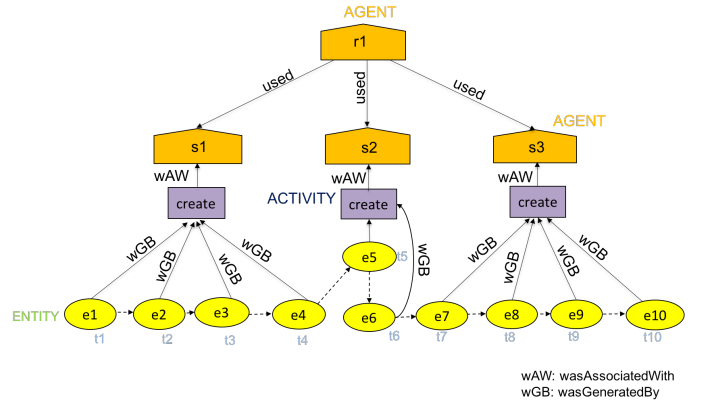 AGENT
r1
used
used
used
AGENT
s1
s2
s3
wAW
wAW
wAW
create
ACTIVITY
create
create
wGB
wGB
wGB
wGB
wGB
wGB
wGB
wGB
wGB
e5
t5
ENTITY
e1
e2
e3
e4
e6
e7
e8
e9
e10
t1
t2
t3
t4
t6
t7
t8
t9
t10
wAW: wasAssociatedWith
wGB: wasGeneratedBy